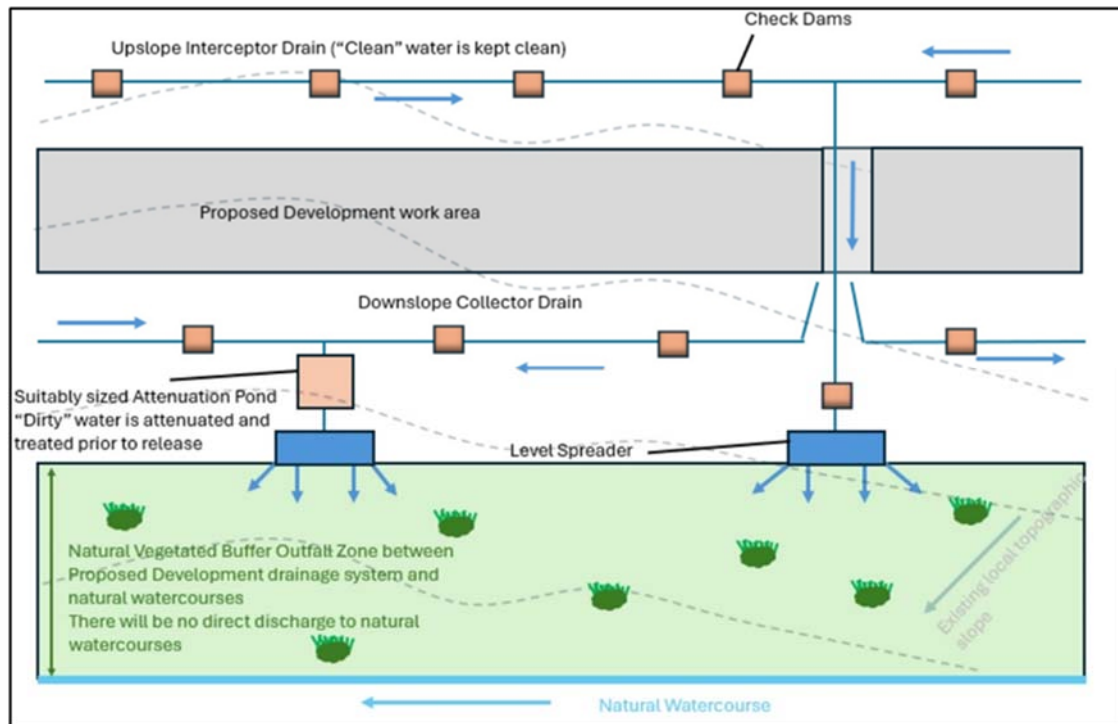 Check Dams
Upslope Interceptor Drain (“Clean” water is kept clean)
Proposed Development work area
Downslope Collector Drain
Suitably sized Attenuation Pond
“Dirty” water is attenuated and
treated prior to release
Level Spreader
Natural Vegetated Buffer Outfall Zone between
Proposed Development drainage system and
natural watercourses
There will be no direct discharge to natural
watercourses
Existing local topographic
slope
Natural Watercourse